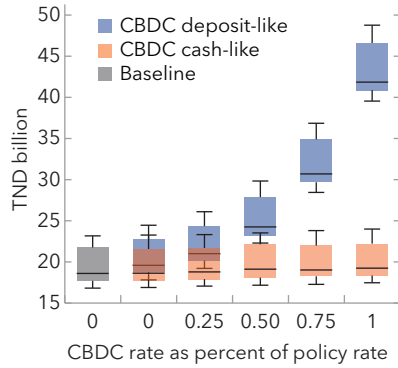 50
45
40
35
30
25
20
15
TND billion
CBDC deposit-like
CBDC cash-like
Baseline
0 0 0.25 0.50 0.75 1
CBDC rate as percent of policy rate